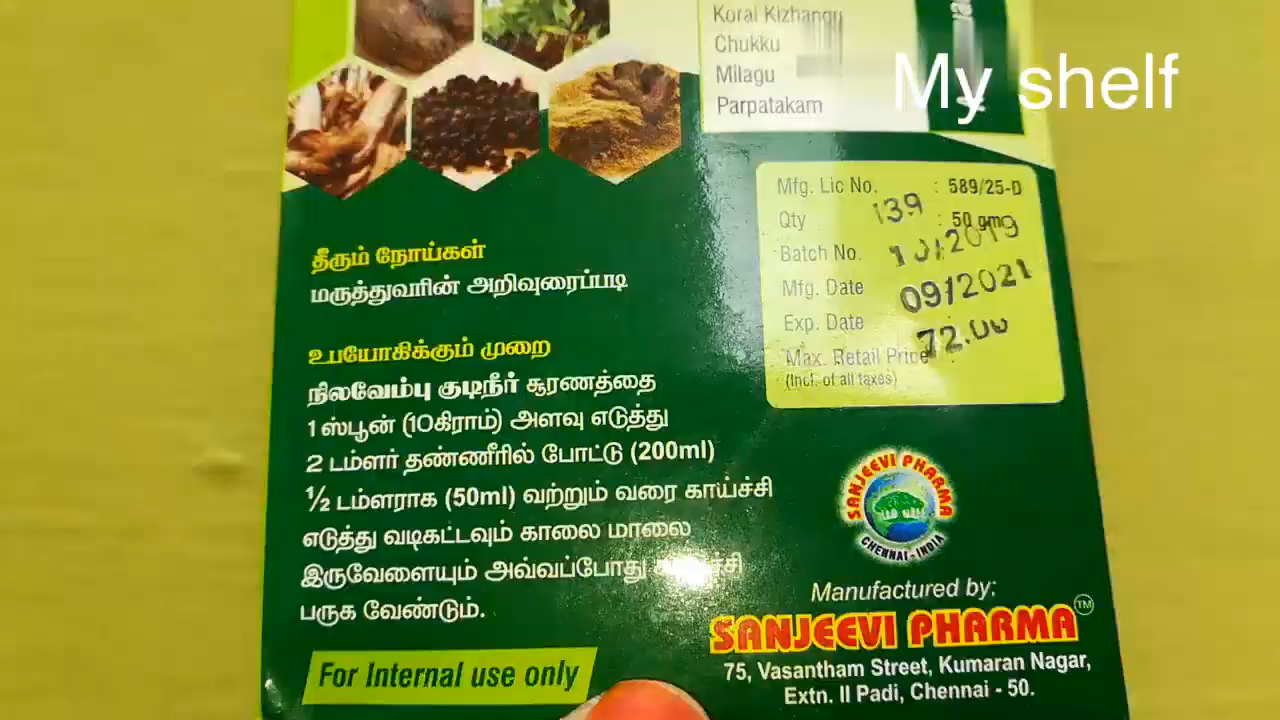 Korai Kizhangu
Chukku
Milagu
Parpatakam
My shelf
Mfg. Lic No. : 589/25-D
Qty : 50 gm
Batch No. 139
Mfg. Date 10/2019
Exp. Date 09/2021
Max. Retail Price 72.00
(Incl. of all taxes)
தீரும் நோய்கள்
மருத்துவரின் அறிவுரைப்படி
உபயோகிக்கும் முறை
நிலவேம்பு குடிநீர் சூரணத்தை
1 ஸ்பூன் (10கிராம்) அளவு எடுத்து
2 டம்ளர் தண்ணீரில் போட்டு (200ml)
½ டம்ளராக (50ml) வற்றும் வரை காய்ச்சி
எடுத்து வடிகட்டவும் காலை மாலை
இருவேளையும் அவ்வப்போது
பருக வேண்டும்.
For Internal use only
SANJEEVI PHARMA
CHENNAI - INDIA
Manufactured by:
SANJEEVI PHARMA TM
75, Vasantham Street, Kumaran Nagar,
Extn. II Padi, Chennai - 50.